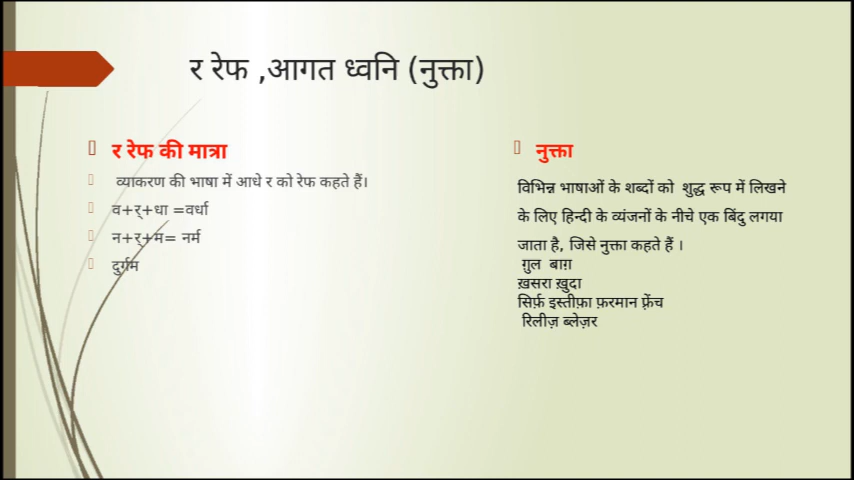 र रेफ ,आगत ध्वनि (नुक्ता)
र रेफ की मात्रा
व्याकरण की भाषा में आधे र को रेफ कहते हैं।
व+र्+धा =वर्धा
न+र्+म= नर्म
दुर्गम
नुक्ता
विभिन्न भाषाओं के शब्दों को शुद्ध रूप में लिखने
के लिए हिन्दी के व्यंजनों के नीचे एक बिंदु लगया
जाता है, जिसे नुक्ता कहते हैं ।
ग़ुल बाग़
ख़सरा ख़ुदा
सिर्फ़ इस्तीफ़ा फ़रमान फ़्रेंच
रिलीज़ ब्लेज़र